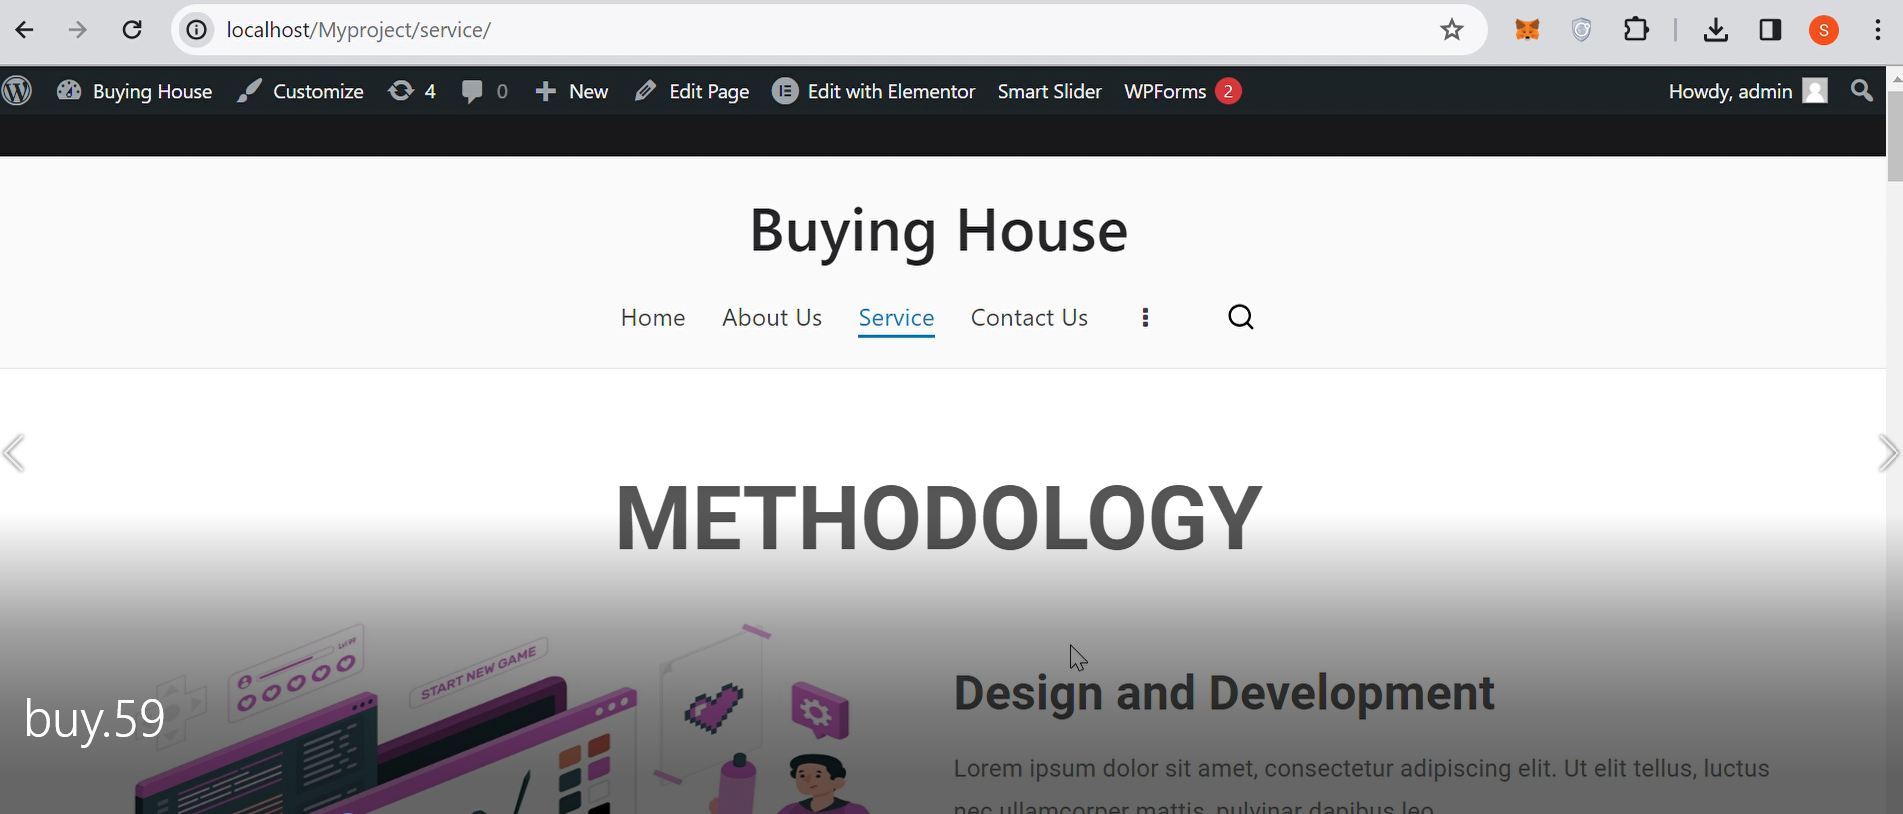 localhost/Myproject/service/
S
Buying House Customize 4 0 New Edit Page Edit with Elementor Smart Slider WPForms 2 Howdy, admin
Buying House
Home About Us Service Contact Us
METHODOLOGY
Lvl 99
START NEW GAME
Design and Development
buy.59
Lorem ipsum dolor sit amet, consectetur adipiscing elit. Ut elit tellus, luctus
nec ullamcorper mattis, pulvinar dapibus leo.